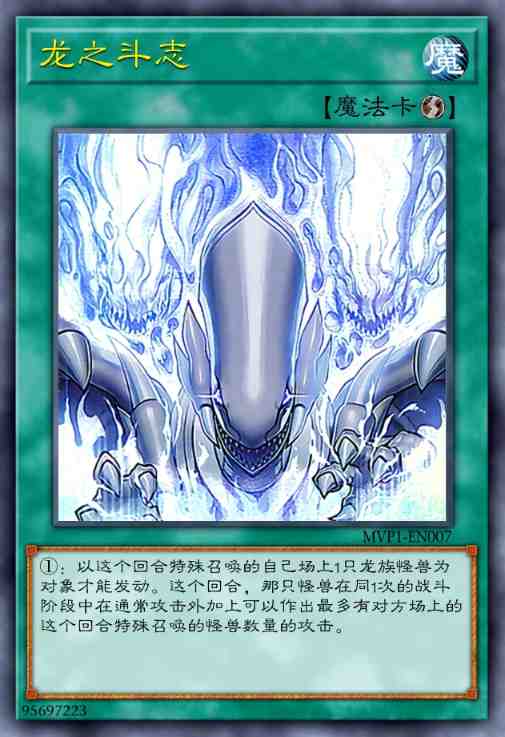 龙之斗志
魔
【魔法卡】
MVP1-EN007
①：以这个回合特殊召唤的自己场上1只龙族怪兽为
对象才能发动。这个回合，那只怪兽在同1次的战斗
阶段中在通常攻击外加上可以作出最多有对方场上的
这个回合特殊召唤的怪兽数量的攻击。
95697223